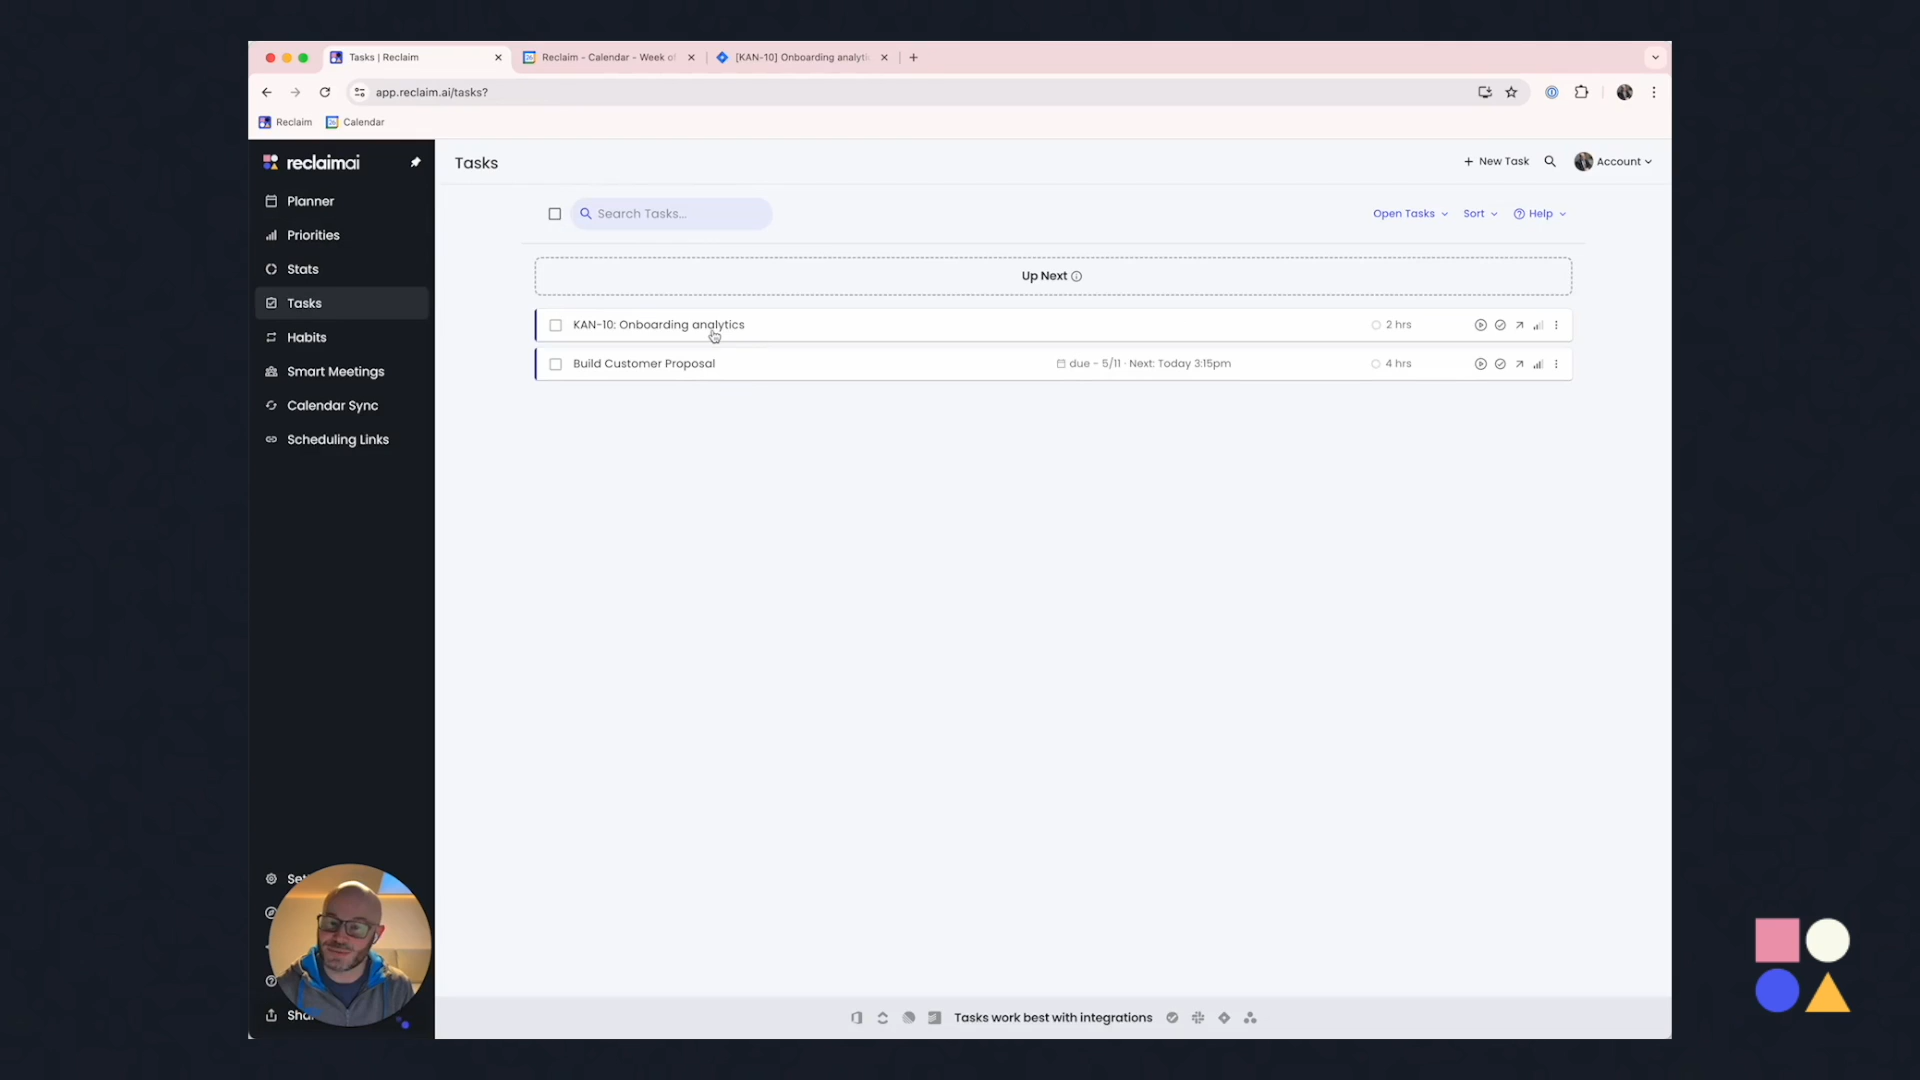 Tasks | Reclaim
Reclaim - Calendar - Week of
[KAN-10] Onboarding analyti
app.reclaim.ai/tasks?
Reclaim
Calendar
reclaimai
Tasks
New Task
Account
Planner
Priorities
Stats
Tasks
Habits
Smart Meetings
Calendar Sync
Scheduling Links
Search Tasks...
Open Tasks
Sort
Help
Up Next
KAN-10: Onboarding analytics
2 hrs
Build Customer Proposal
due - 5/11 · Next: Today 3:15pm
4 hrs
Tasks work best with integrations